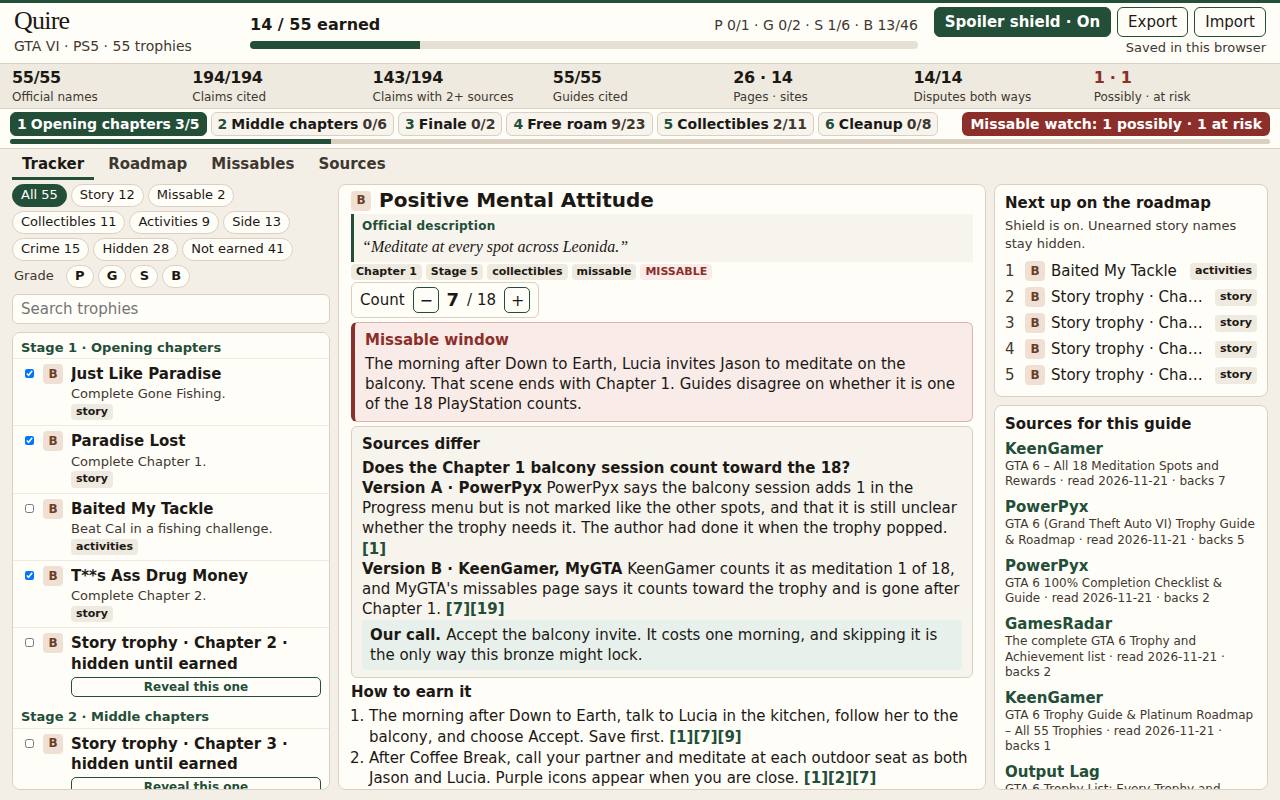 Quire
GTA VI · PS5 · 55 trophies
14 / 55 earned
P 0/1 · G 0/2 · S 1/6 · B 13/46
Spoiler shield · On
Export
Import
Saved in this browser
55/55
Official names
194/194
Claims cited
143/194
Claims with 2+ sources
55/55
Guides cited
26 · 14
Pages · sites
14/14
Disputes both ways
1 · 1
Possibly · at risk
1 Opening chapters 3/5
2 Middle chapters 0/6
3 Finale 0/2
4 Free roam 9/23
5 Collectibles 2/11
6 Cleanup 0/8
Missable watch: 1 possibly · 1 at risk
Tracker
Roadmap
Missables
Sources
All 55
Story 12
Missable 2
Collectibles 11
Activities 9
Side 13
Crime 15
Hidden 28
Not earned 41
Grade
P
G
S
B
Search trophies
Stage 1 · Opening chapters
B
Just Like Paradise
Complete Gone Fishing.
story
B
Paradise Lost
Complete Chapter 1.
story
B
Baited My Tackle
Beat Cal in a fishing challenge.
activities
B
T**s Ass Drug Money
Complete Chapter 2.
story
B
Story trophy · Chapter 2 ·
hidden until earned
Reveal this one
Stage 2 · Middle chapters
B
Story trophy · Chapter 3 ·
hidden until earned
Reveal this one
B
Positive Mental Attitude
Official description
“Meditate at every spot across Leonida.”
Chapter 1
Stage 5
collectibles
missable
MISSABLE
Count
−
7
/ 18
+
Missable window
The morning after Down to Earth, Lucia invites Jason to meditate on the
balcony. That scene ends with Chapter 1. Guides disagree on whether it is one
of the 18 PlayStation counts.
Sources differ
Does the Chapter 1 balcony session count toward the 18?
Version A · PowerPyx PowerPyx says the balcony session adds 1 in the
Progress menu but is not marked like the other spots, and that it is still unclear
whether the trophy needs it. The author had done it when the trophy popped.
[1]
Version B · KeenGamer, MyGTA KeenGamer counts it as meditation 1 of 18,
and MyGTA's missables page says it counts toward the trophy and is gone after
Chapter 1. [7][19]
Our call. Accept the balcony invite. It costs one morning, and skipping it is
the only way this bronze might lock.
How to earn it
1. The morning after Down to Earth, talk to Lucia in the kitchen, follow her to the
balcony, and choose Accept. Save first. [1][7][9]
2. After Coffee Break, call your partner and meditate at each outdoor seat as both
Jason and Lucia. Purple icons appear when you are close. [1][2][7]
Next up on the roadmap
Shield is on. Unearned story names
stay hidden.
1
B
Baited My Tackle
activities
2
B
Story trophy · Cha…
story
3
B
Story trophy · Cha…
story
4
B
Story trophy · Cha…
story
5
B
Story trophy · Cha…
story
Sources for this guide
KeenGamer
GTA 6 – All 18 Meditation Spots and
Rewards · read 2026-11-21 · backs 7
PowerPyx
GTA 6 (Grand Theft Auto VI) Trophy Guide
& Roadmap · read 2026-11-21 · backs 5
PowerPyx
GTA 6 100% Completion Checklist &
Guide · read 2026-11-21 · backs 2
GamesRadar
The complete GTA 6 Trophy and
Achievement list · read 2026-11-21 ·
backs 2
KeenGamer
GTA 6 Trophy Guide & Platinum Roadmap
– All 55 Trophies · read 2026-11-21 ·
backs 1
Output Lag
GTA 6 Trophy List: Every Trophy and